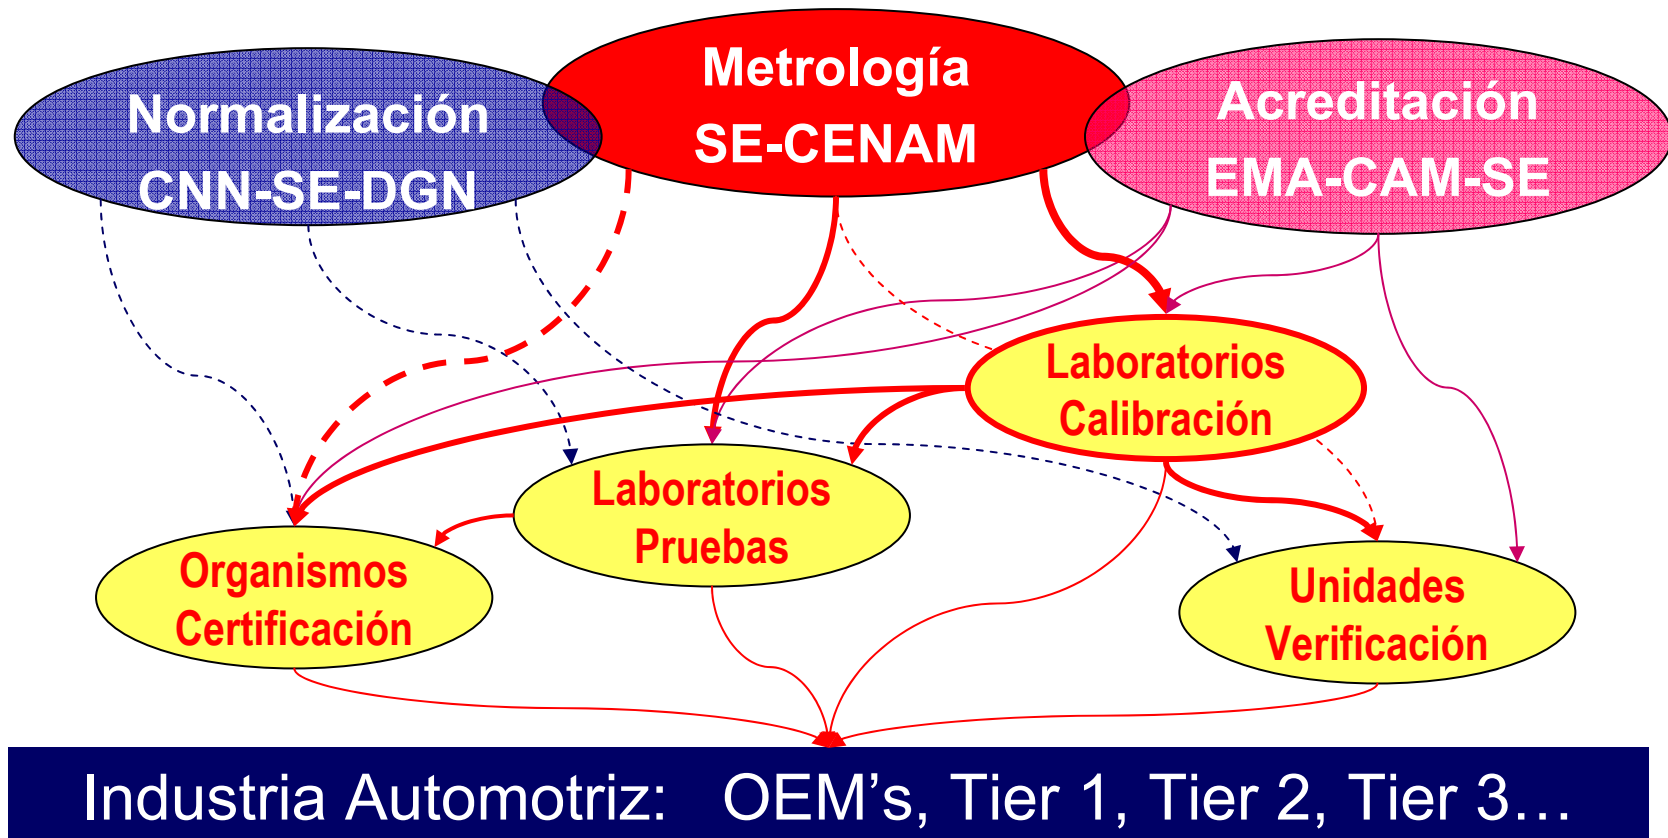 Normalización
CNN-SE-DGN
Metrología
SE-CENAM
Acreditación
EMA-CAM-SE
Laboratorios
Calibración
Laboratorios
Pruebas
Organismos
Certificación
Unidades
Verificación
Industria Automotriz: OEM’s, Tier 1, Tier 2, Tier 3…